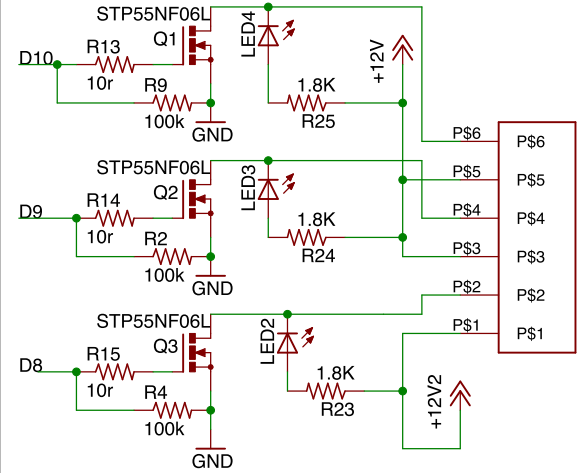 STP55NF06L
LED4
D10
R13
Q1
10r
R9
100k
GND
1.8K
R25
+12V
P$6
P$6
P$5
P$5
STP55NF06L
LED3
D9
R14
Q2
10r
R2
100k
GND
1.8K
R24
P$4
P$4
P$3
P$3
P$2
P$2
STP55NF06L
LED2
D8
R15
Q3
10r
R4
100k
GND
1.8K
R23
P$1
P$1
+12V2